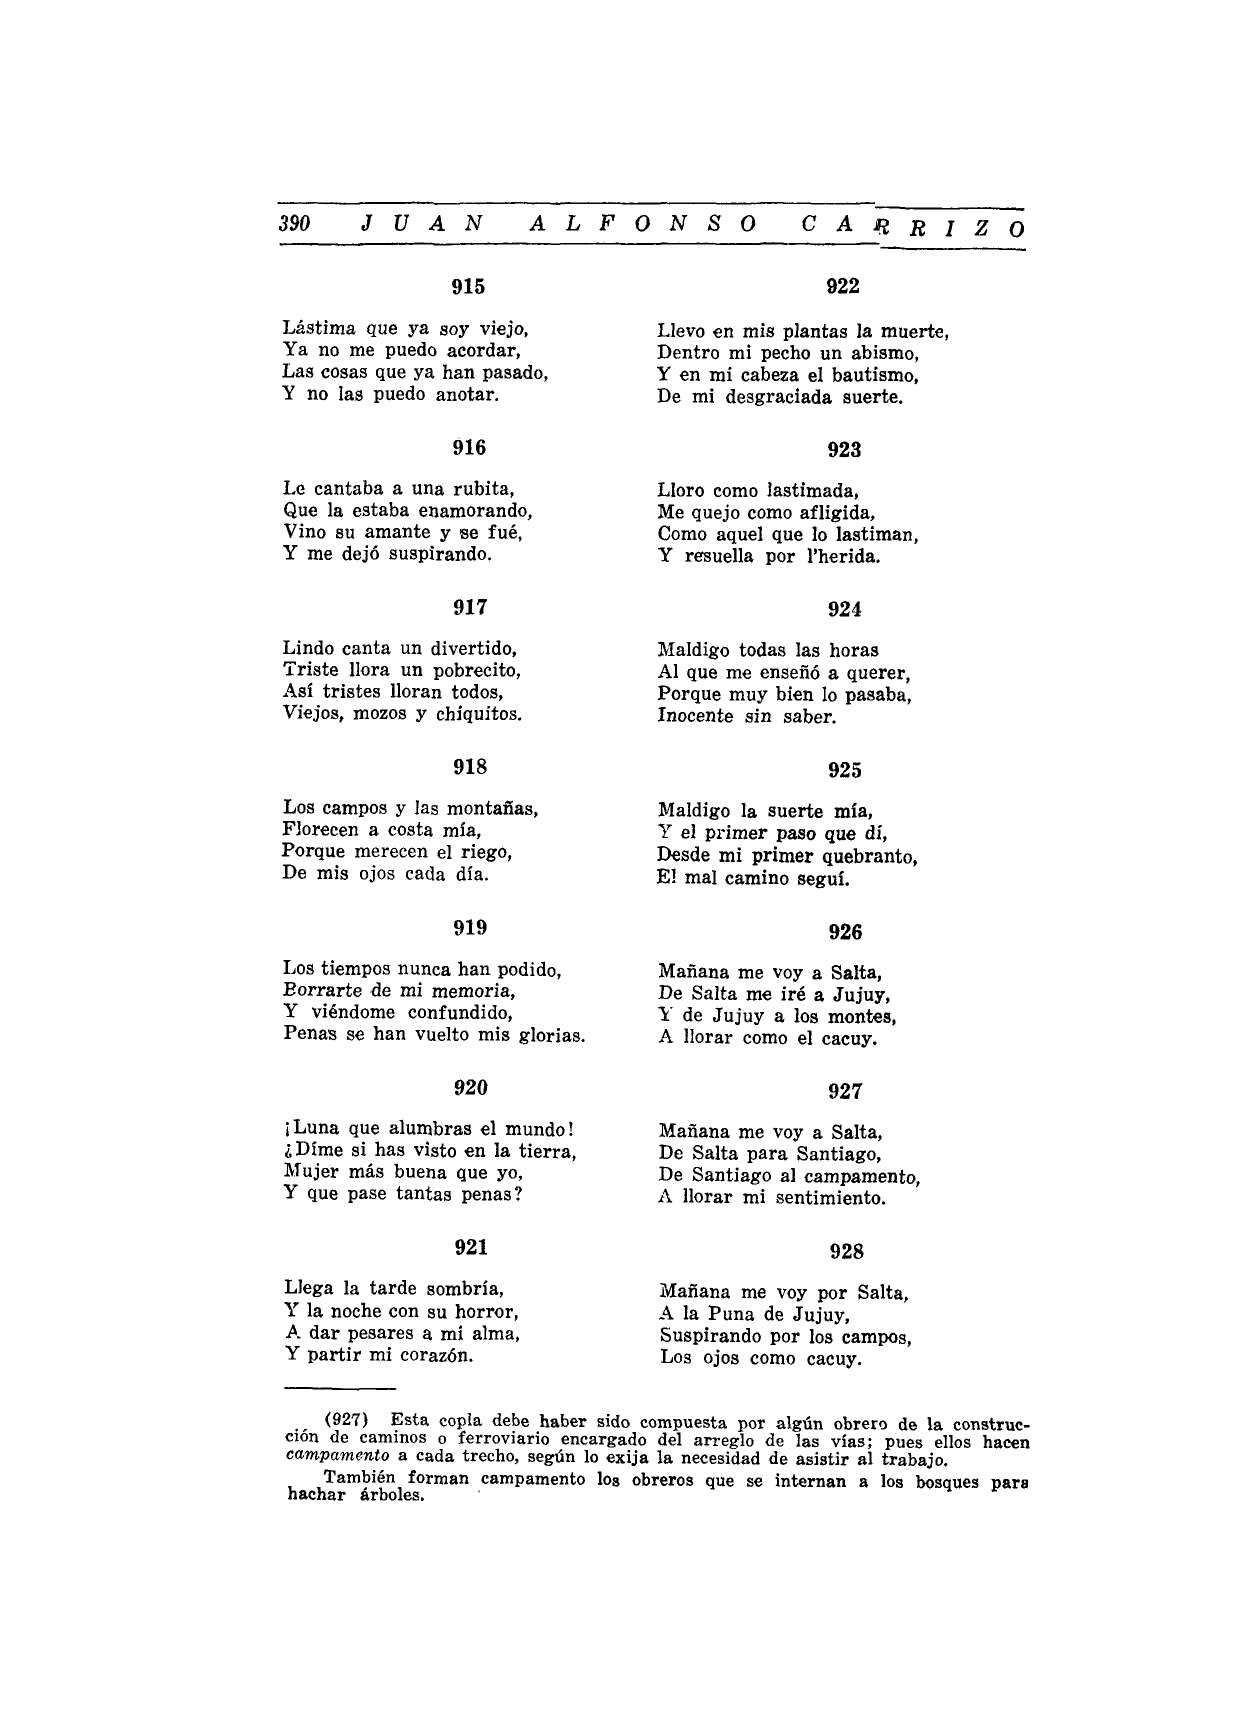 390 JUAN ALFONSO CARRIZO
915
Lástima que ya soy viejo,
Ya no me puedo acordar,
Las cosas que ya han pasado,
Y no las puedo anotar.
916
Le cantaba a una rubita,
Que la estaba enamorando,
Vino su amante y se fué,
Y me dejó suspirando.
917
Lindo canta un divertido,
Triste llora un pobrecito,
Así tristes lloran todos,
Viejos, mozos y chiquitos.
918
Los campos y las montañas,
Florecen a costa mía,
Porque merecen el riego,
De mis ojos cada día.
919
Los tiempos nunca han podido,
Borrarte de mi memoria,
Y viéndome confundido,
Penas se han vuelto mis glorias.
920
¡Luna que alumbras el mundo!
¿Díme si has visto en la tierra,
Mujer más buena que yo,
Y que pase tantas penas?
921
Llega la tarde sombría,
Y la noche con su horror,
A dar pesares a mi alma,
Y partir mi corazón.
922
Llevo en mis plantas la muerte,
Dentro mi pecho un abismo,
Y en mi cabeza el bautismo,
De mi desgraciada suerte.
923
Lloro como lastimada,
Me quejo como afligida,
Como aquel que lo lastiman,
Y resuella por l'herida.
924
Maldigo todas las horas
Al que me enseñó a querer,
Porque muy bien lo pasaba,
Inocente sin saber.
925
Maldigo la suerte mía,
Y el primer paso que dí,
Desde mi primer quebranto,
El mal camino seguí.
926
Mañana me voy a Salta,
De Salta me iré a Jujuy,
Y de Jujuy a los montes,
A llorar como el cacuy.
927
Mañana me voy a Salta,
De Salta para Santiago,
De Santiago al campamento,
A llorar mi sentimiento.
928
Mañana me voy por Salta,
A la Puna de Jujuy,
Suspirando por los campos,
Los ojos como cacuy.
(927) Esta copla debe haber sido compuesta por algún obrero de la construc-
ción de caminos o ferroviario encargado del arreglo de las vías; pues ellos hacen
campamento a cada trecho, según lo exija la necesidad de asistir al trabajo.
También forman campamento los obreros que se internan a los bosques para
hachar árboles.